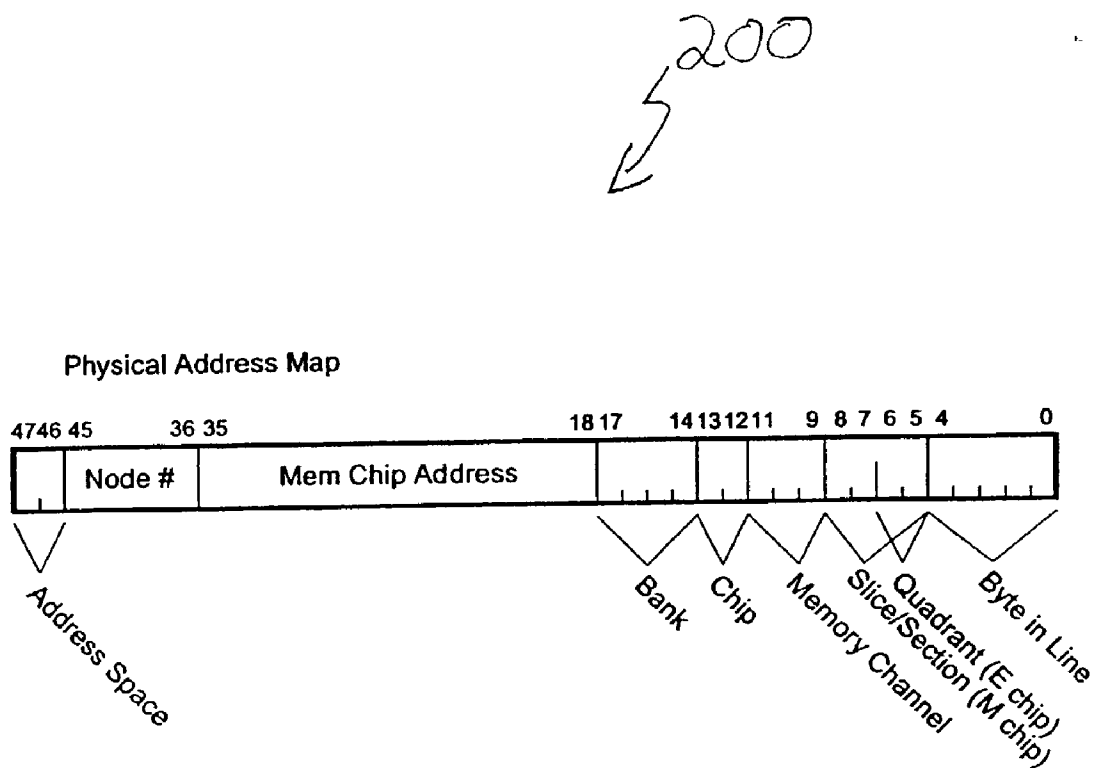 200
Physical Address Map
4746 45 36 35 18 17 14 13 12 11 9 8 7 6 5 4 0
Node # Mem Chip Address
Address Space
Bank
Chip
Memory Channel
Slice/Section (M chip)
Quadrant (E chip)
Byte in Line